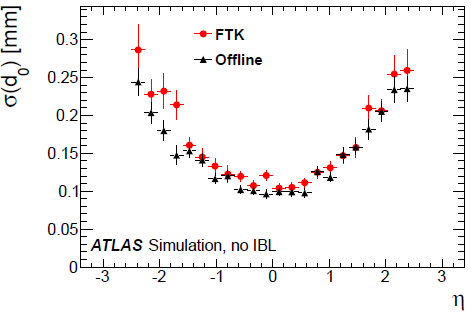 σ(d0) [mm]
0.3
0.25
0.2
0.15
0.1
0.05
0
FTK
Offline
ATLAS Simulation, no IBL
-3 -2 -1 0 1 2 3
η